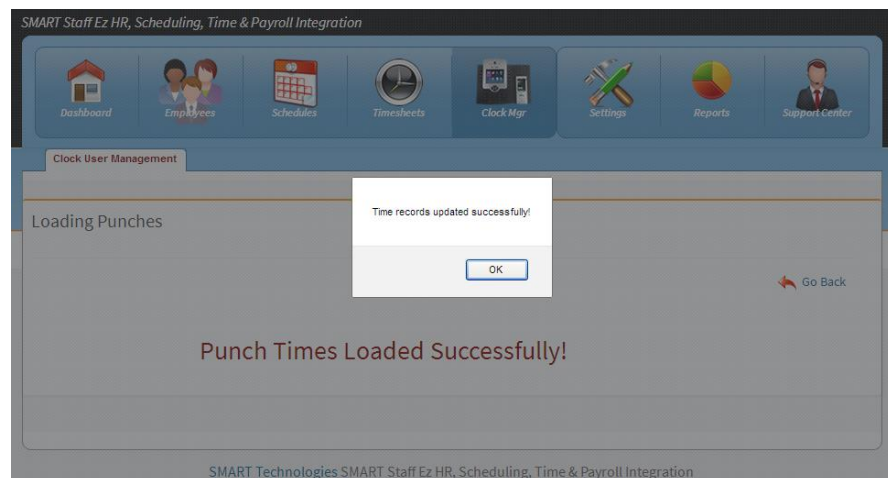 SMART Staff Ez HR, Scheduling, Time & Payroll Integration
Dashboard Employees Schedules Timesheets Clock Mgr Settings Reports Support Center
Clock User Management
Time records updated successfully!
Loading Punches
OK
Go Back
Punch Times Loaded Successfully!
SMART Technologies SMART Staff Ez HR, Scheduling, Time & Payroll Integration